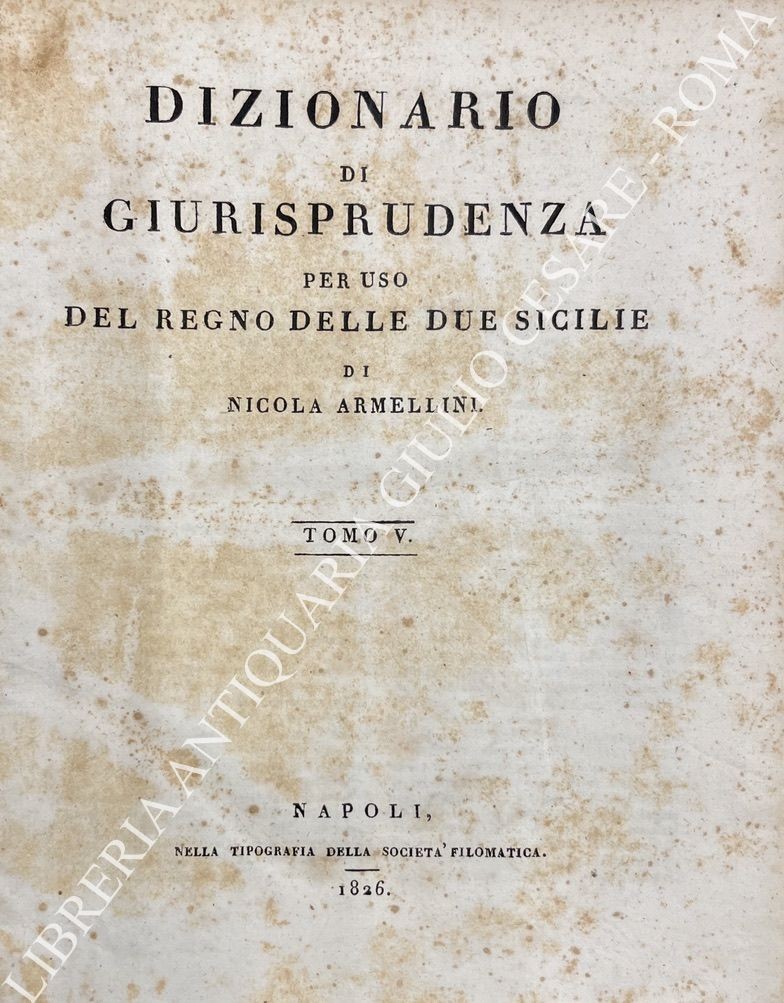 DIZIONARIO
DI
GIURISPRUDENZA
PER USO
DEL REGNO DELLE DUE SICILIE
DI
NICOLA ARMELLINI.
TOMO V.
NAPOLI,
NELLA TIPOGRAFIA DELLA SOCIETA' FILOMATICA.
1826.
LIBRERIA ANTIQUARIA GIULIO CESARE - ROMA